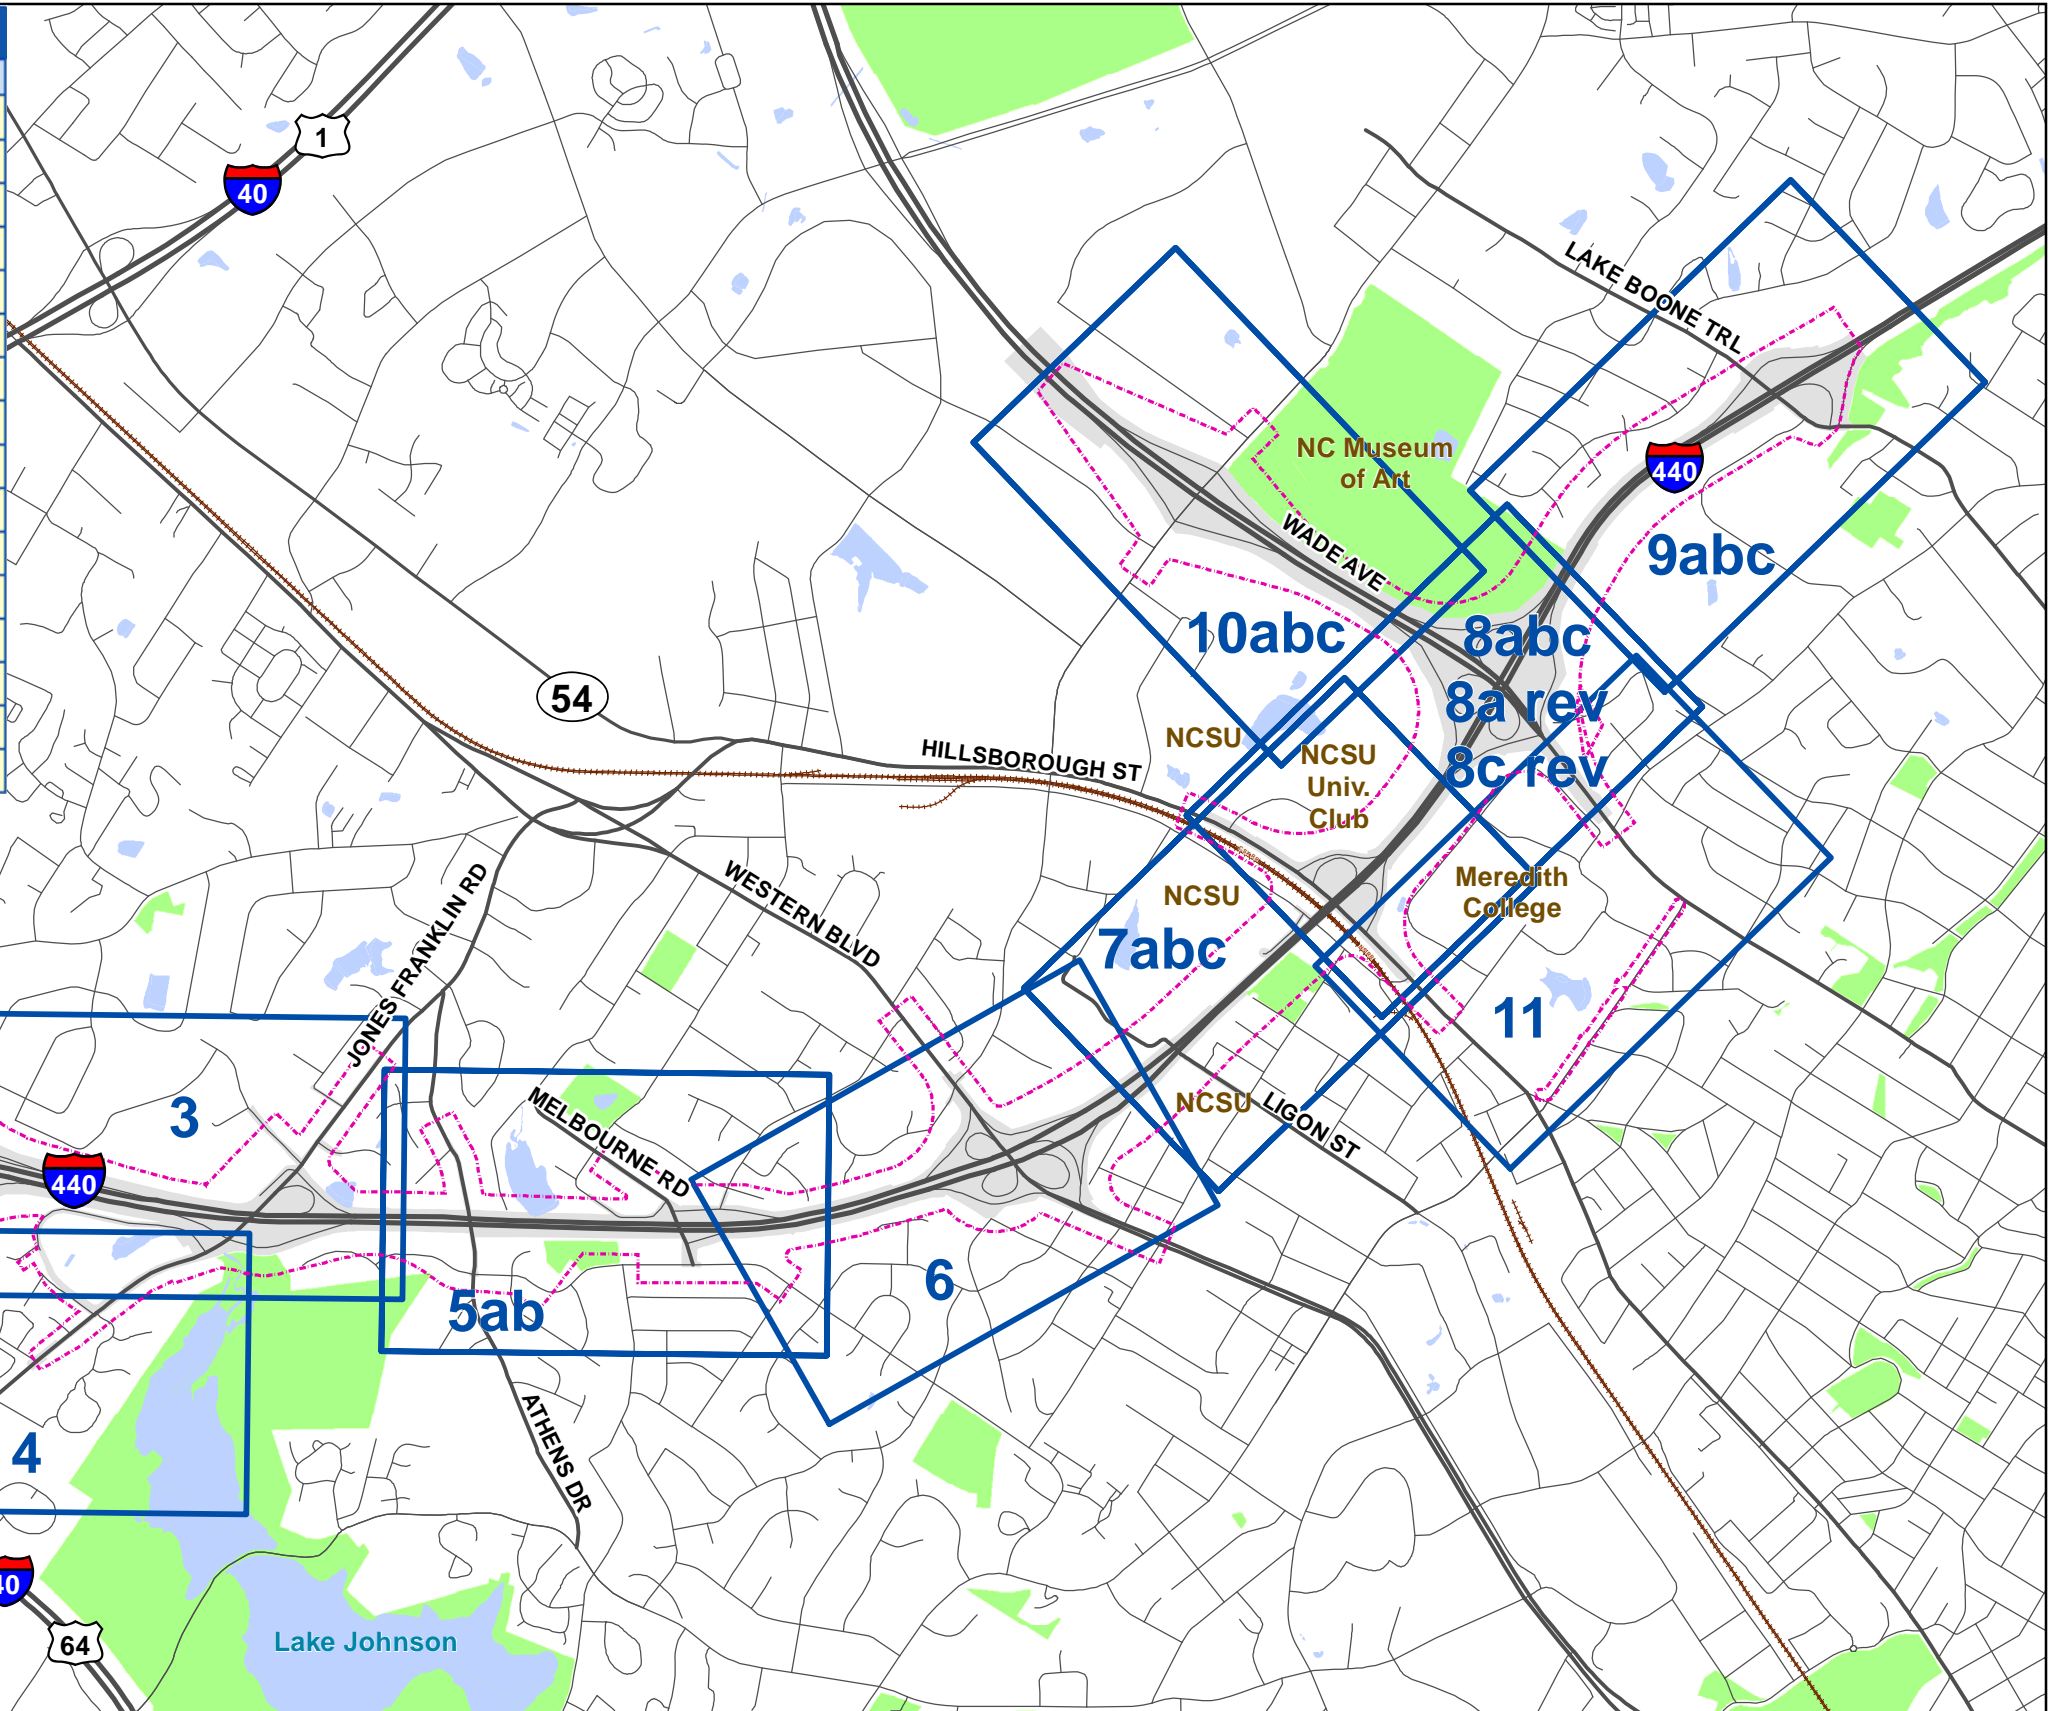 1
40
LAKE BOONE TRL
NC Museum
of Art
440
WADE AVE
9abc
10abc
8abc
54
8a rev
NCSU
HILLSBOROUGH ST
NCSU
Univ.
Club
8c rev
JONES FRANKLIN RD
WESTERN BLVD
NCSU
Meredith
College
7abc
11
3
MELBOURNE RD
NCSU
LIGON ST
440
6
5ab
4
ATHENS DR
40
64
Lake Johnson